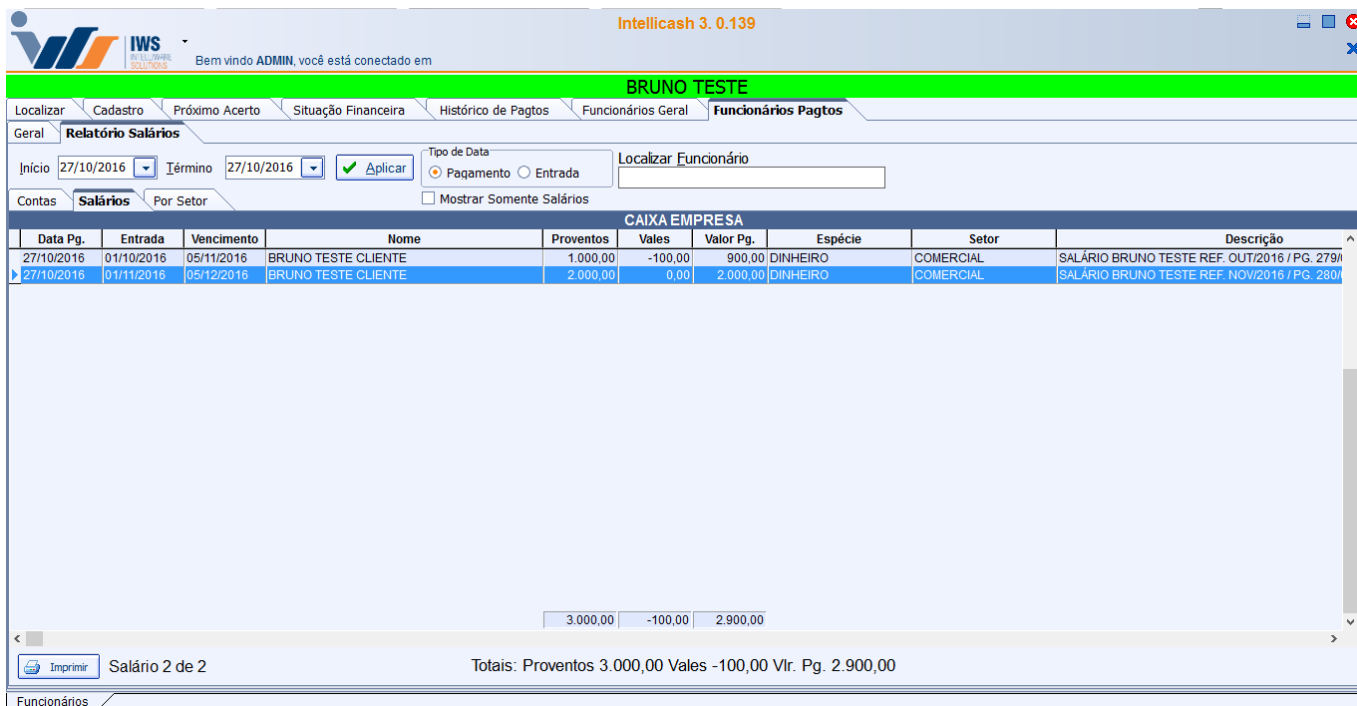 Intellicash 3. 0.139
IWS
INTELLIWARE
SOLUTIONS
Bem vindo ADMIN, você está conectado em
BRUNO TESTE
Localizar Cadastro Próximo Acerto Situação Financeira Histórico de Pagtos Funcionários Geral Funcionários Pagtos
Geral Relatório Salários
Tipo de Data
Localizar Funcionário
Início 27/10/2016 Término 27/10/2016 Aplicar Pagamento Entrada
Contas Salários Por Setor Mostrar Somente Salários
CAIXA EMPRESA
Data Pg. Entrada Vencimento Nome Proventos Vales Valor Pg. Espécie Setor Descrição
27/10/2016 01/10/2016 05/11/2016 BRUNO TESTE CLIENTE 1.000,00 -100,00 900,00 DINHEIRO COMERCIAL SALÁRIO BRUNO TESTE REF. OUT/2016 / PG. 279/
27/10/2016 01/11/2016 05/12/2016 BRUNO TESTE CLIENTE 2.000,00 0,00 2.000,00 DINHEIRO COMERCIAL SALÁRIO BRUNO TESTE REF. NOV/2016 / PG. 280/
3.000,00 -100,00 2.900,00
Imprimir Salário 2 de 2 Totais: Proventos 3.000,00 Vales -100,00 Vlr. Pg. 2.900,00
Funcionários